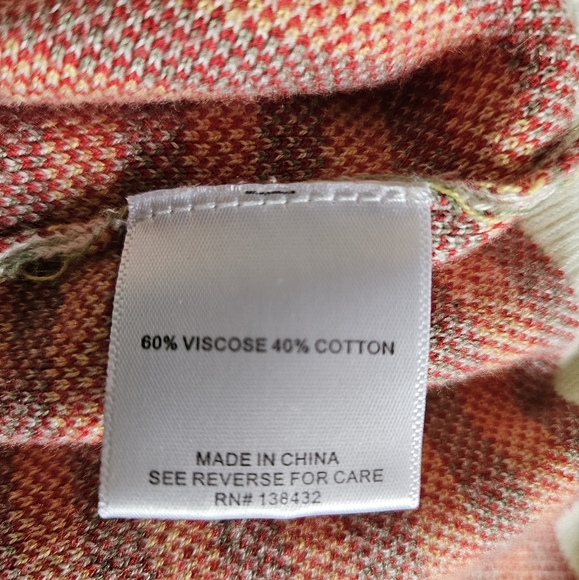 60% VISCOSE 40% COTTON
MADE IN CHINA
SEE REVERSE FOR CARE
RN# 138432